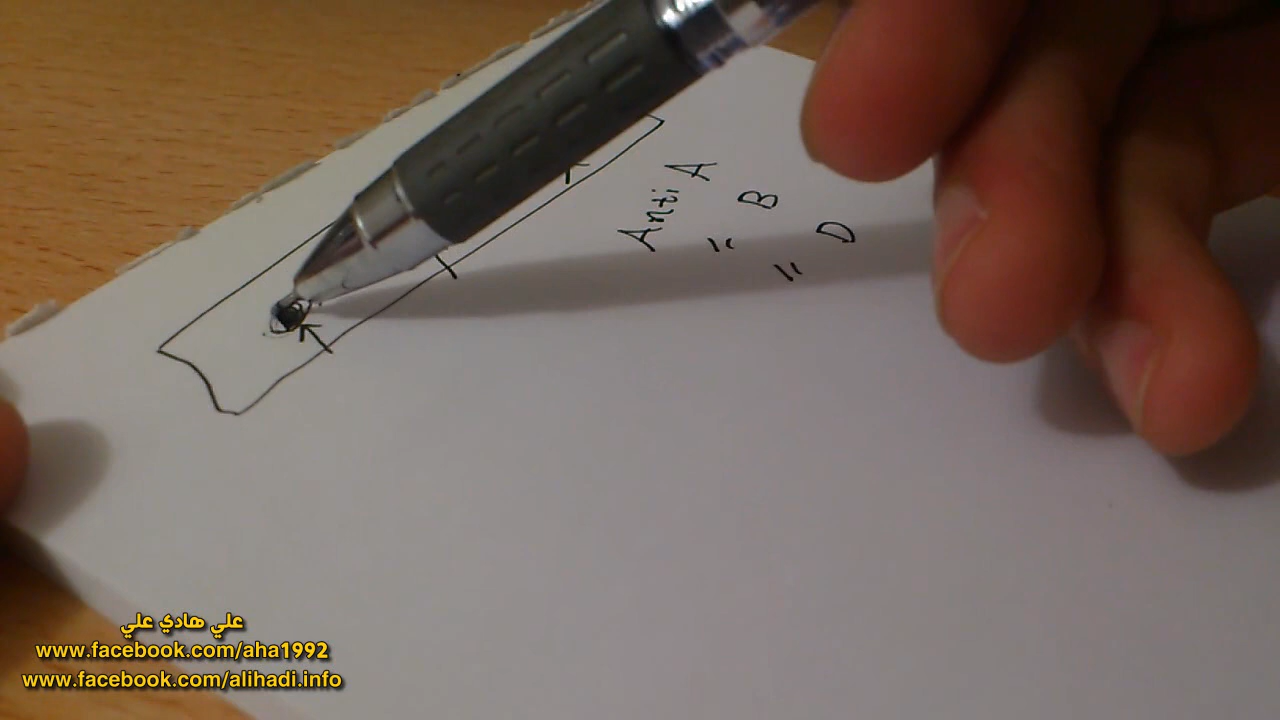 Anti A
" B
" D
علي هادي علي
www.facebook.com/aha1992
www.facebook.com/alihadi.info